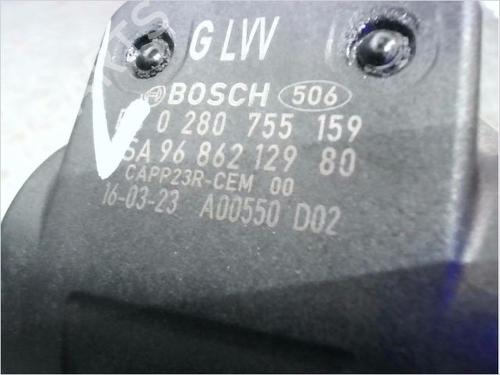 G LVV
BOSCH 506
0 280 755 159
SA 96 862 129 80
CAPP23R-CEM 00
16-03-23 A00550 D02